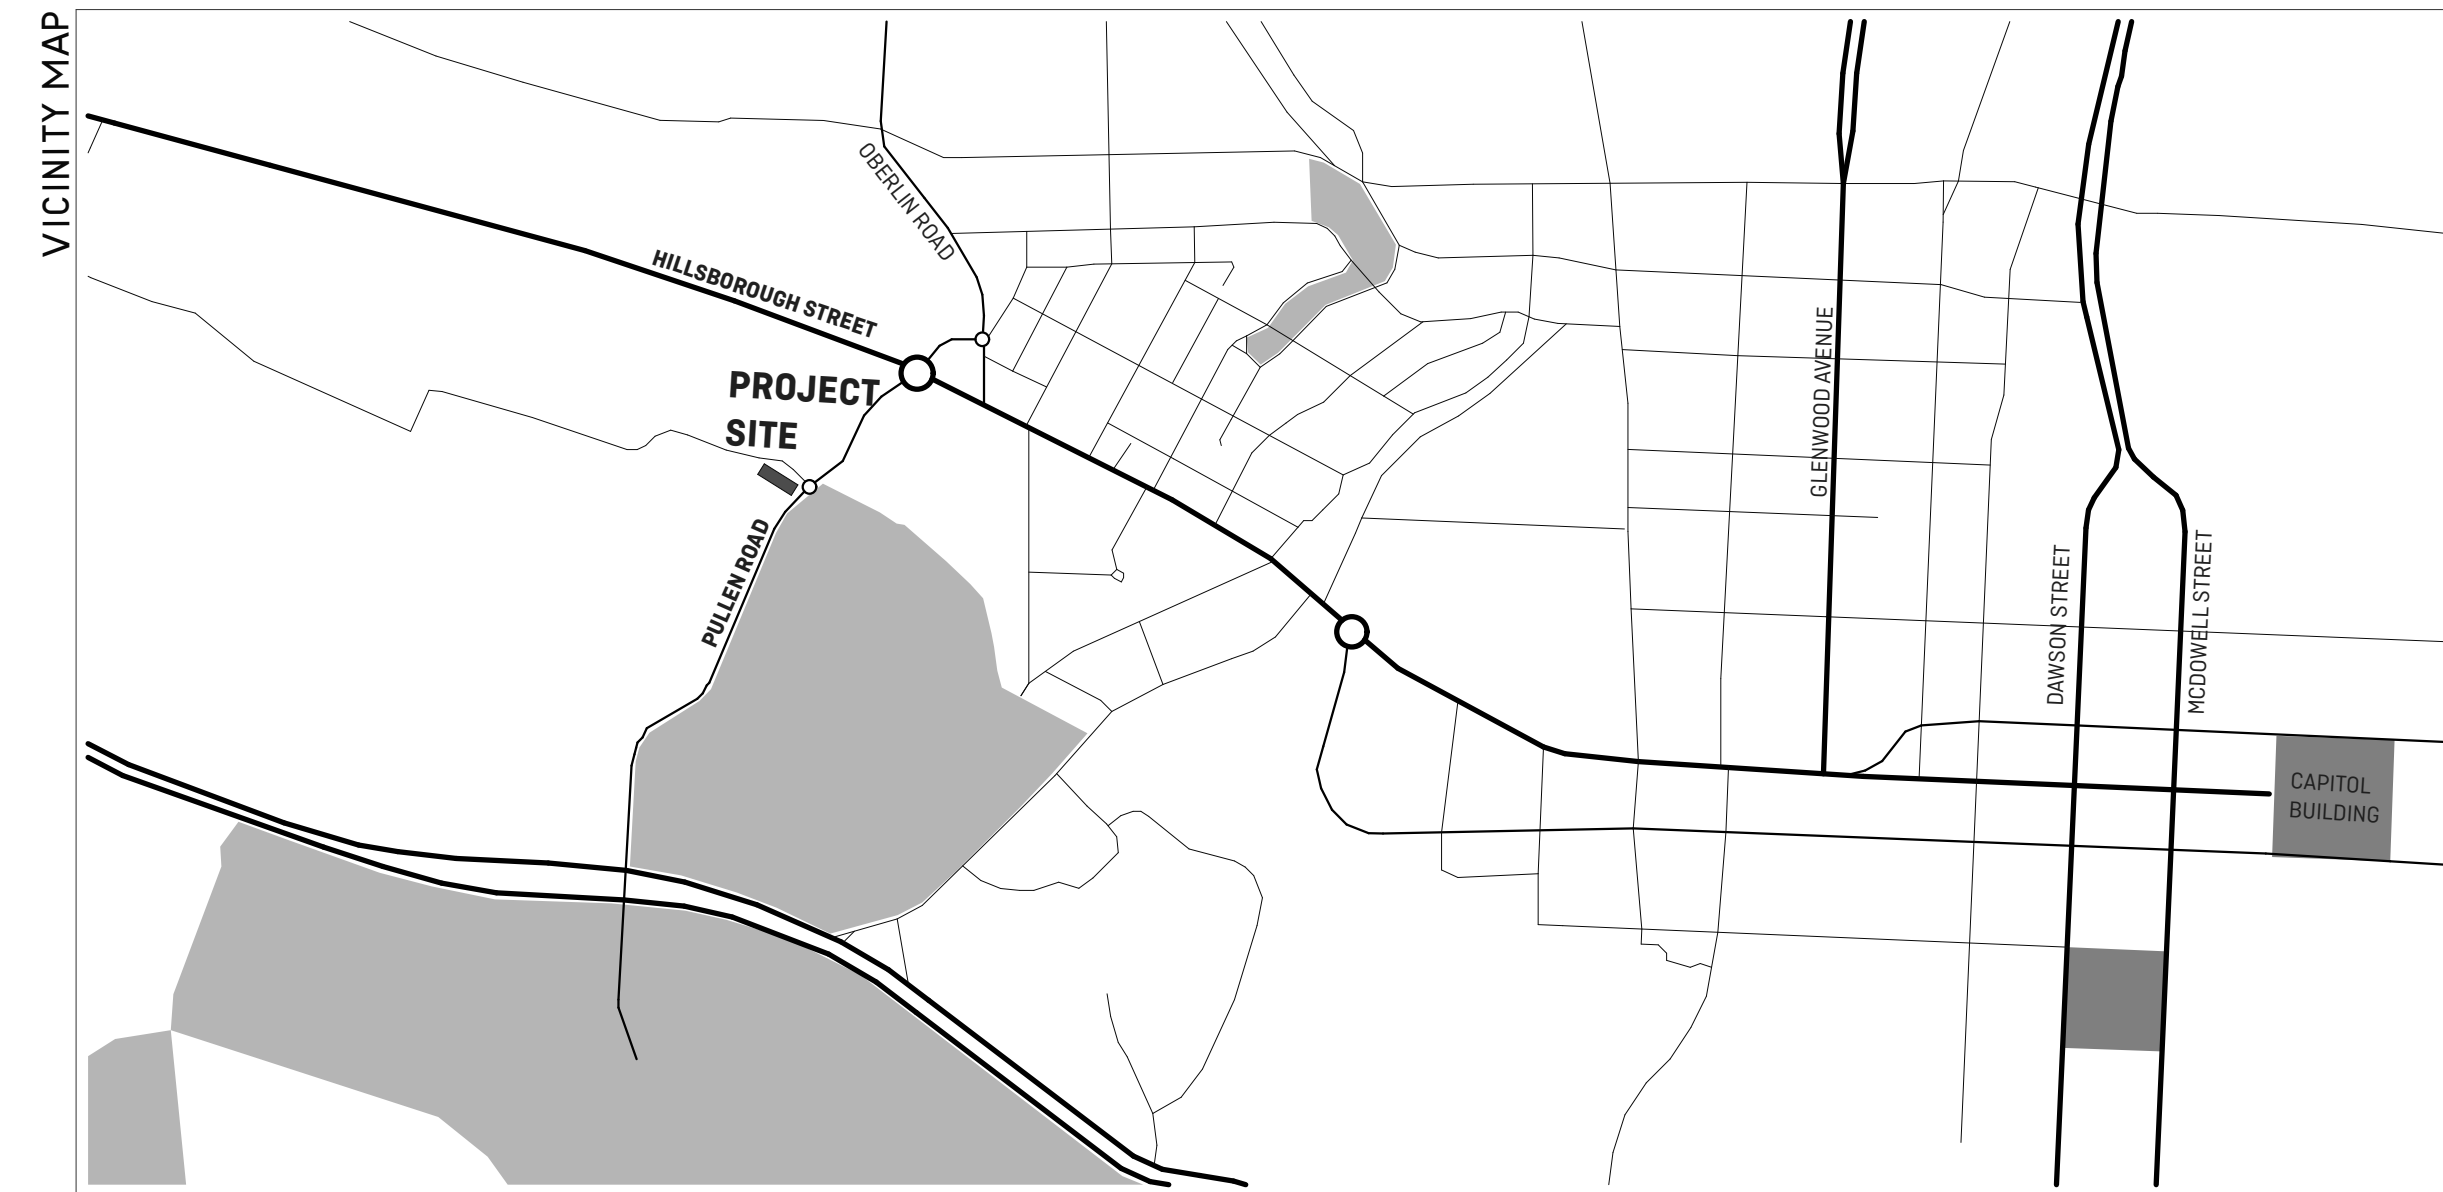 VICINITY MAP
OBERLIN ROAD
HILLSBOROUGH STREET
PROJECT
SITE
PULLEN ROAD
GLENWOOD AVENUE
DAWSON STREET
MCDOWELL STREET
CAPITOL
BUILDING